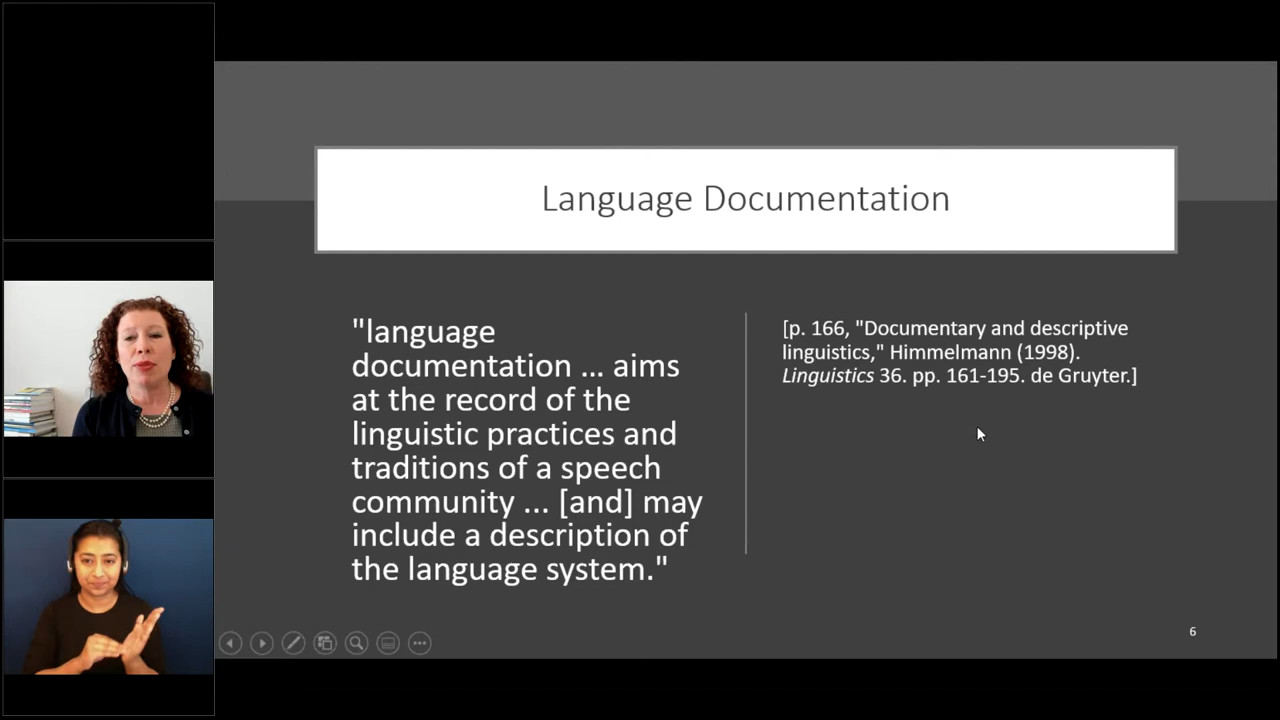 Language Documentation
"language
documentation ... aims
at the record of the
linguistic practices and
traditions of a speech
community ... [and] may
include a description of
the language system."
[p. 166, "Documentary and descriptive
linguistics," Himmelmann (1998).
Linguistics 36. pp. 161-195. de Gruyter.]
6